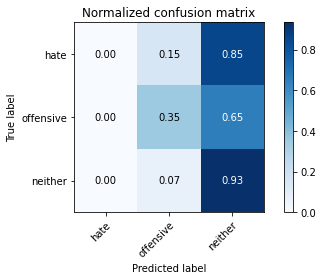 Normalized confusion matrix
True label
hate
0.00 0.15 0.85
offensive
0.00 0.35 0.65
neither
0.00 0.07 0.93
hate
offensive
neither
Predicted label
0.8
0.6
0.4
0.2
0.0